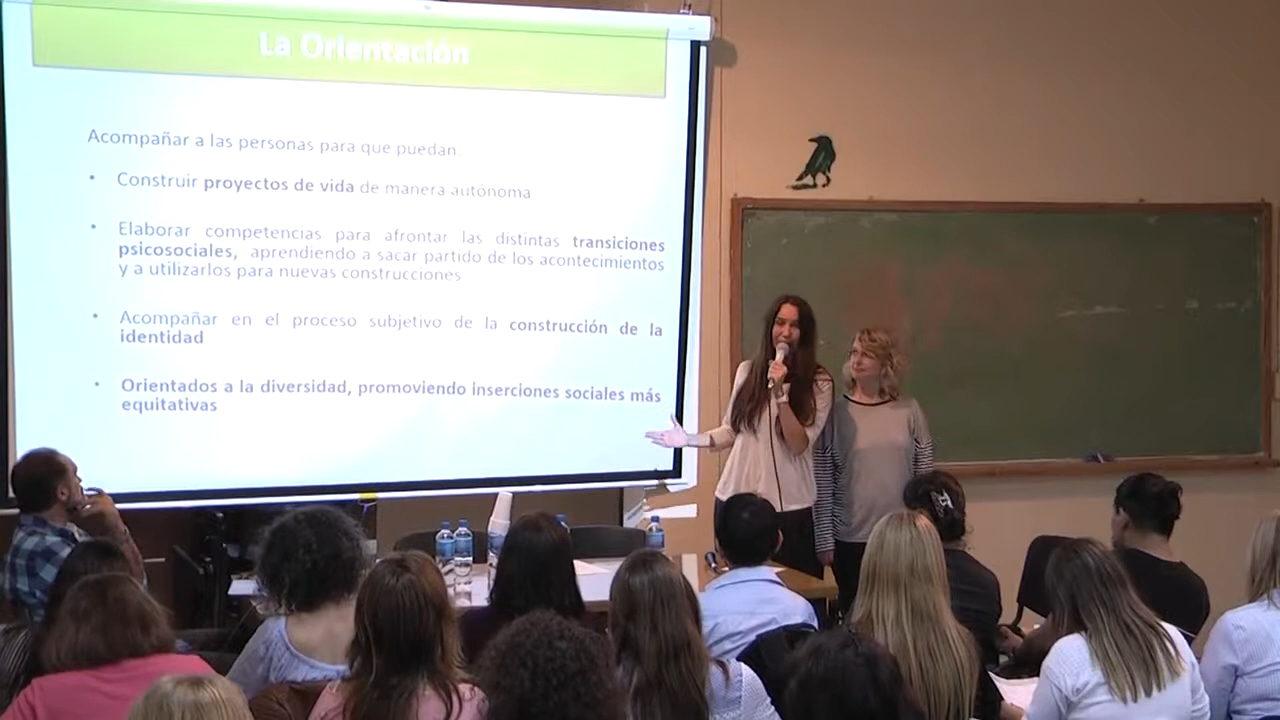 La Orientación
Acompañar a las personas para que puedan
• Construir proyectos de vida de manera autónoma
• Elaborar competencias para afrontar las distintas transiciones
psicosociales, aprendiendo a sacar partido de los acontecimientos
y a utilizarlos para nuevas construcciones
• Acompañar en el proceso subjetivo de la construcción de la
identidad
• Orientados a la diversidad, promoviendo inserciones sociales más
equitativas